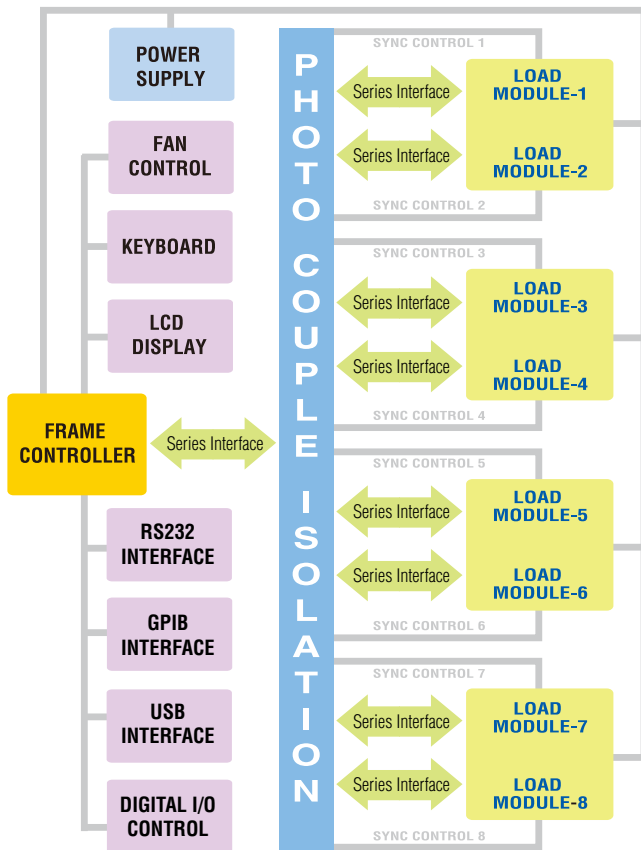 POWER
SUPPLY
FAN
CONTROL
KEYBOARD
LCD
DISPLAY
FRAME
CONTROLLER
Series Interface
RS232
INTERFACE
GPIB
INTERFACE
USB
INTERFACE
DIGITAL I/O
CONTROL
PHOTO COUPLE ISOLATION
SYNC CONTROL 1
Series Interface
LOAD
MODULE-1
Series Interface
LOAD
MODULE-2
SYNC CONTROL 2
SYNC CONTROL 3
Series Interface
LOAD
MODULE-3
Series Interface
LOAD
MODULE-4
SYNC CONTROL 4
SYNC CONTROL 5
Series Interface
LOAD
MODULE-5
Series Interface
LOAD
MODULE-6
SYNC CONTROL 6
SYNC CONTROL 7
Series Interface
LOAD
MODULE-7
Series Interface
LOAD
MODULE-8
SYNC CONTROL 8